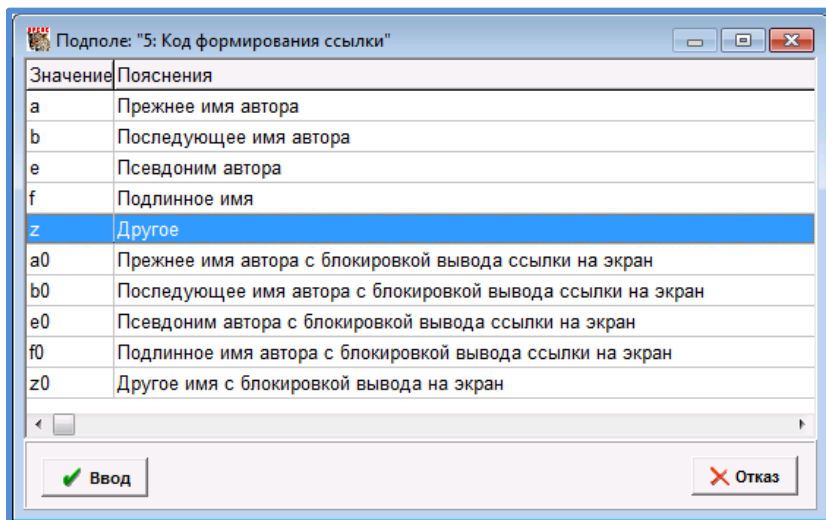 Подполе: "5: Код формирования ссылки"
Значение Пояснения
a Прежнее имя автора
b Последующее имя автора
e Псевдоним автора
f Подлинное имя
z Другое
a0 Прежнее имя автора с блокировкой вывода ссылки на экран
b0 Последующее имя автора с блокировкой вывода ссылки на экран
e0 Псевдоним автора с блокировкой вывода ссылки на экран
f0 Подлинное имя автора с блокировкой вывода ссылки на экран
z0 Другое имя с блокировкой вывода на экран
Ввод Отказ